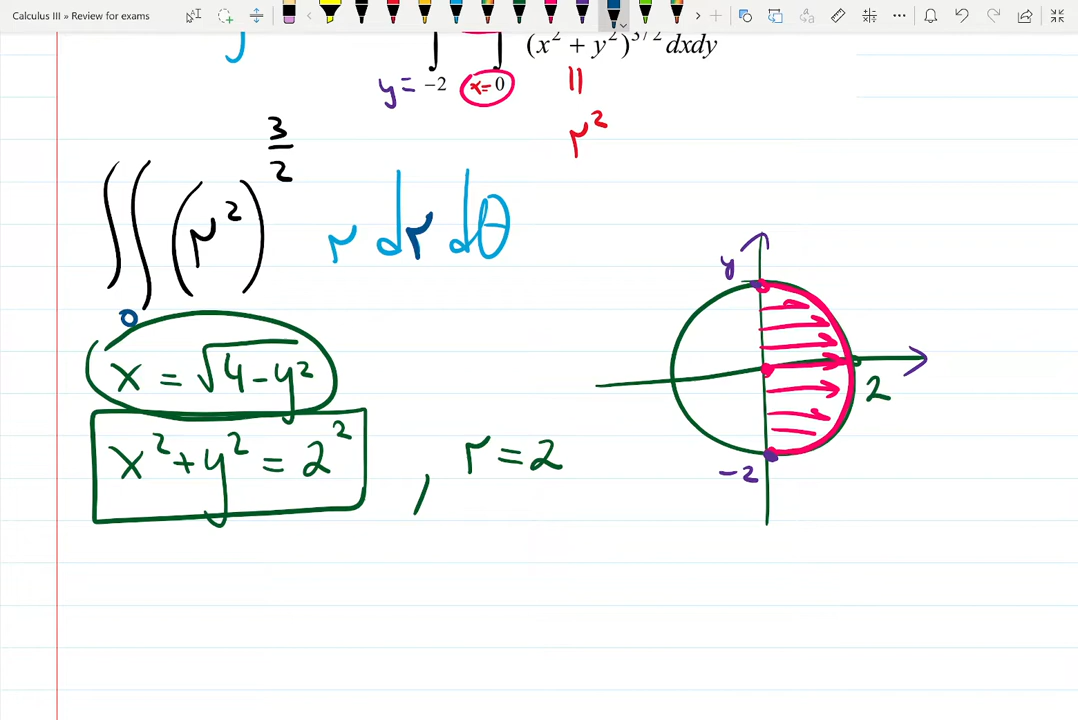 Calculus III » Review for exams
(x² + y²)^{3/2} dxdy
∫_{y= -2} ∫_{x=0}
||
r²
∬ (r²)^{3/2} r dr dθ
0
x = √(4-y²)
x² + y² = 2² , r = 2
y
2
-2